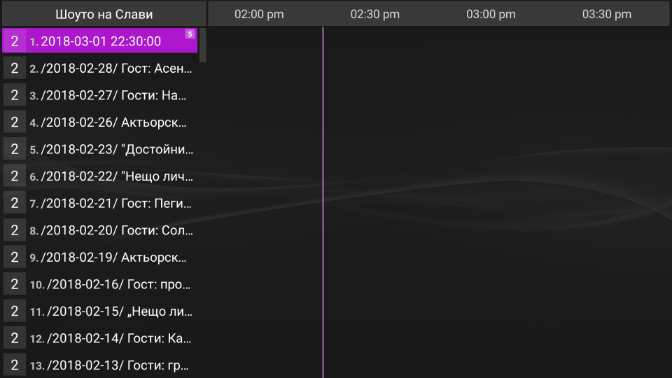 Шоуто на Слави 02:00 pm 02:30 pm 03:00 pm 03:30 pm
2 1. 2018-03-01 22:30:00 S
2 2. /2018-02-28/ Гост: Асен...
2 3. /2018-02-27/ Гости: На...
2 4. /2018-02-26/ Актьорск...
2 5. /2018-02-23/ "Достойни...
2 6. /2018-02-22/ "Нещо лич...
2 7. /2018-02-21/ Гост: Пеги...
2 8. /2018-02-20/ Гости: Сол...
2 9. /2018-02-19/ Актьорск...
2 10. /2018-02-16/ Гост: про...
2 11. /2018-02-15/ „Нещо ли...
2 12. /2018-02-14/ Гости: Ка...
2 13. /2018-02-13/ Гости: гр...